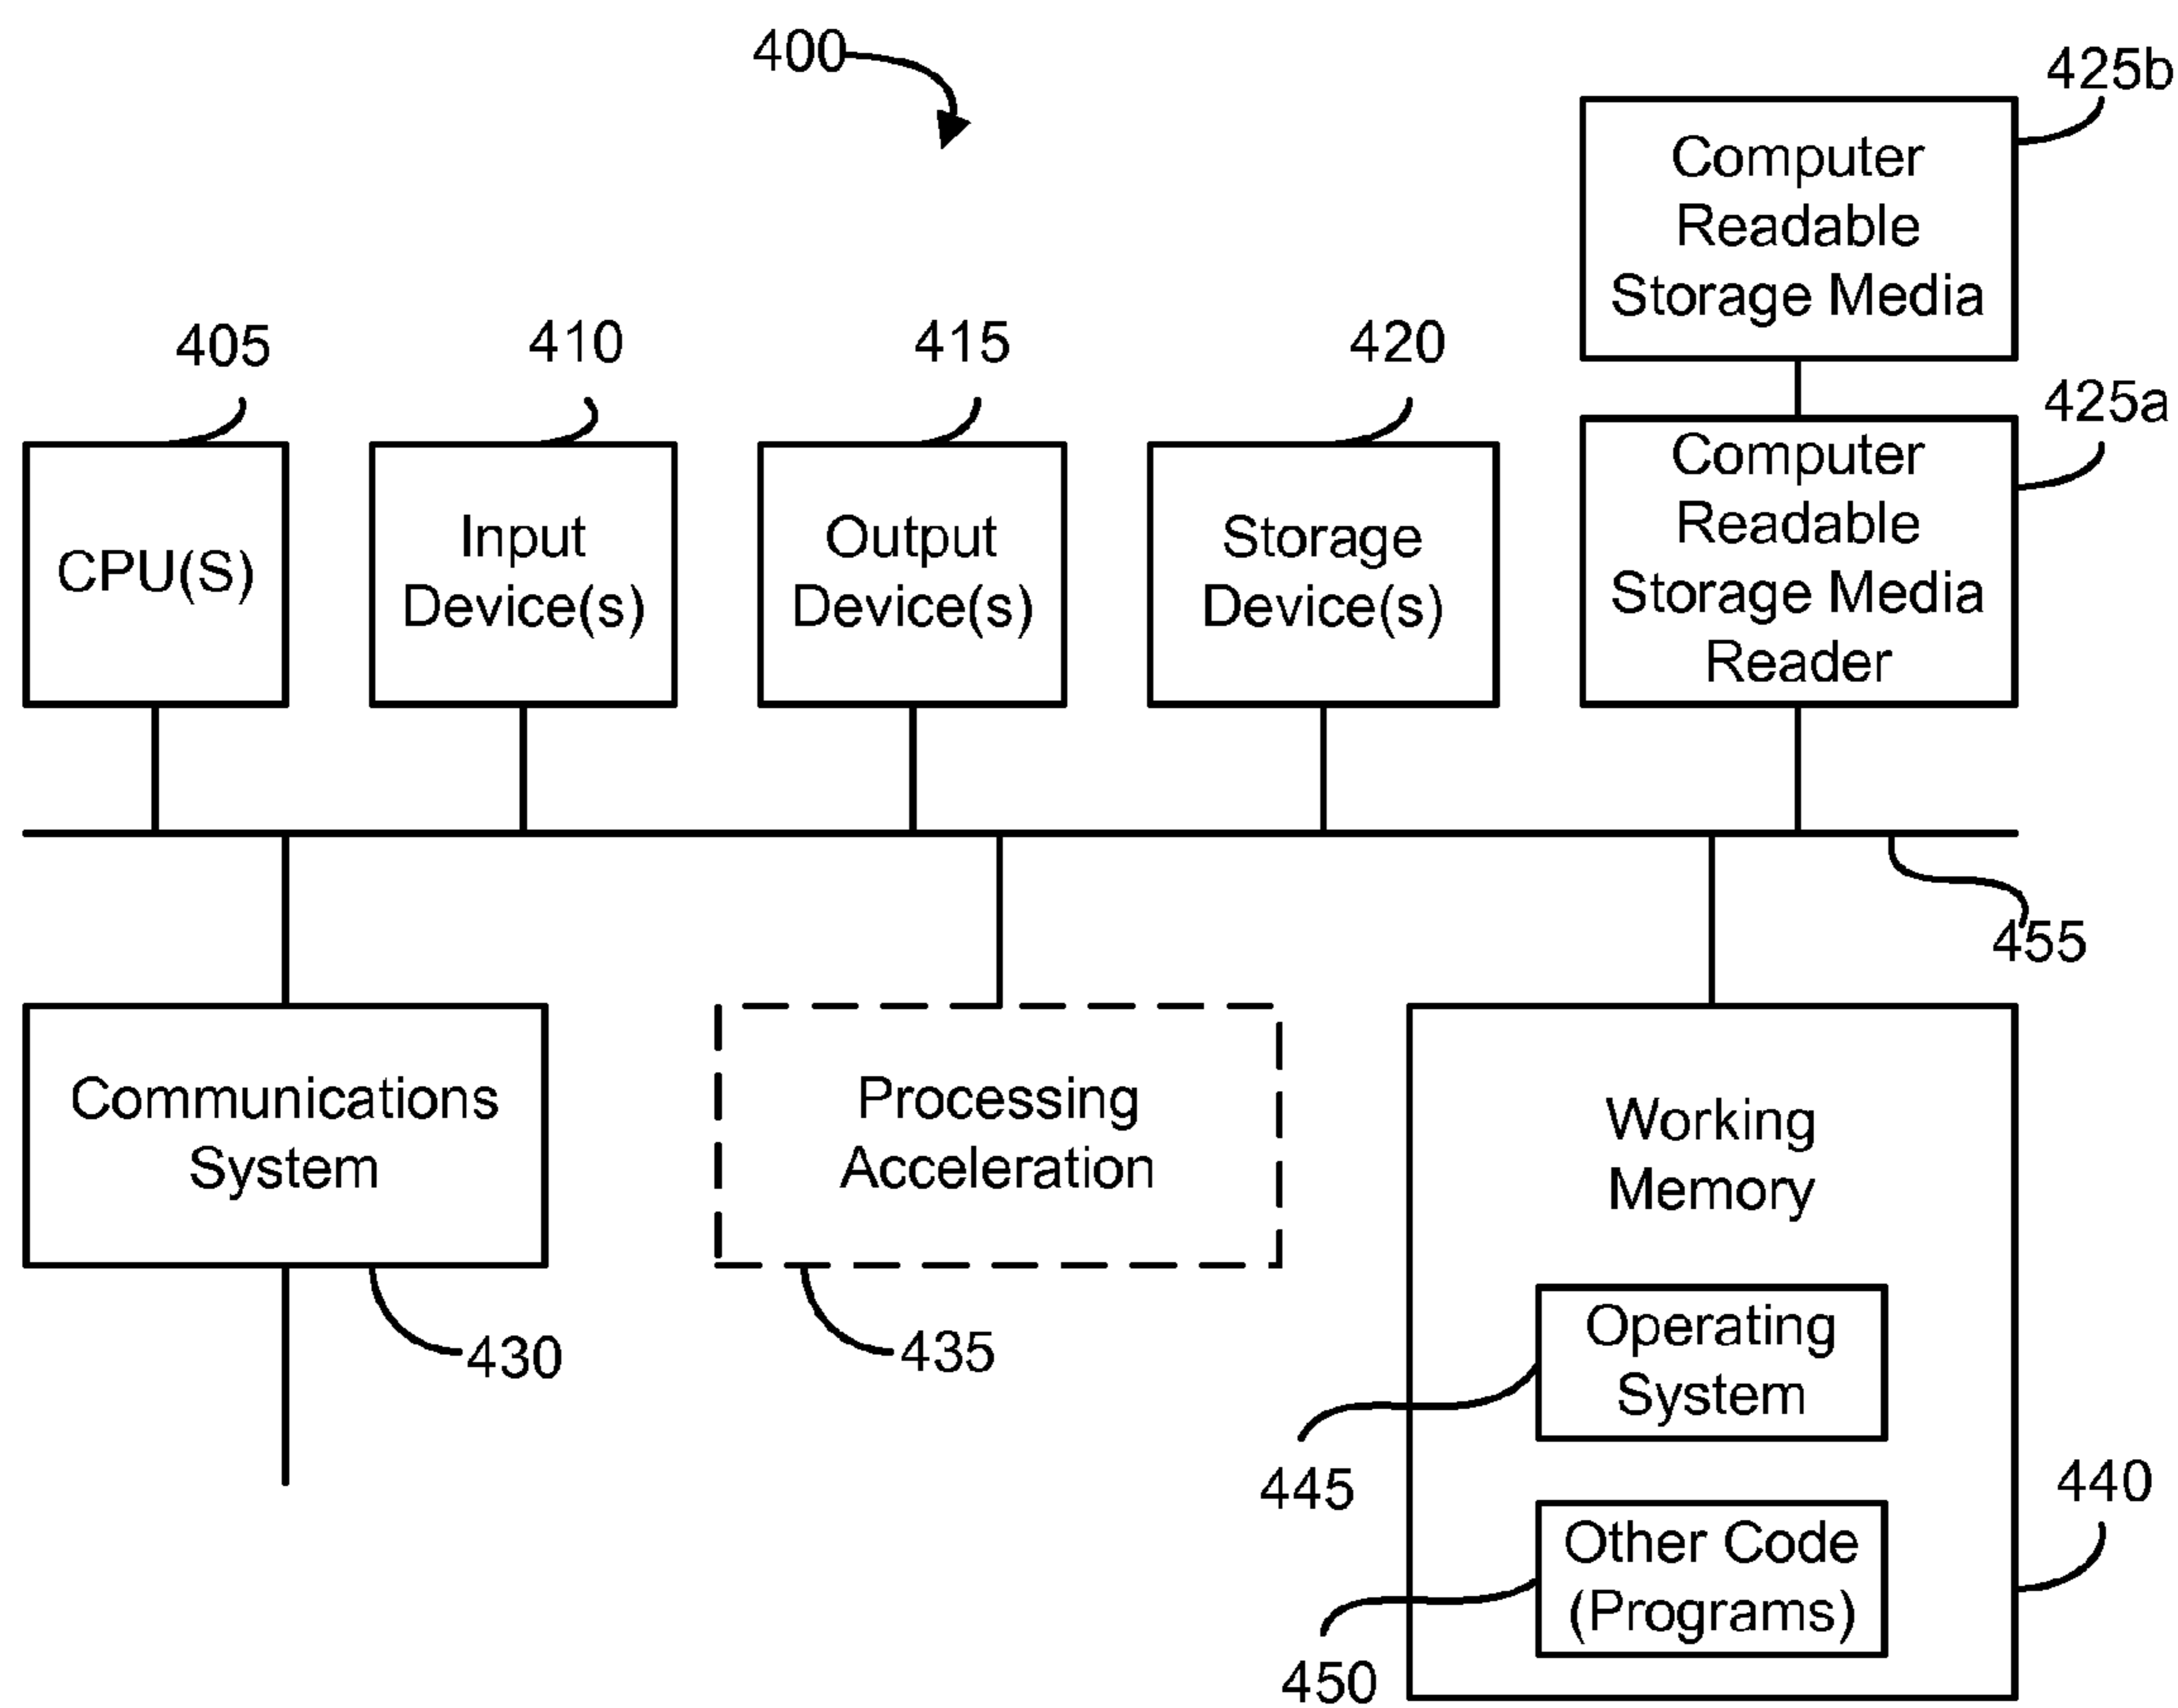 400
425b
Computer
Readable
Storage Media
405
410
415
420
425a
CPU(S)
Input
Device(s)
Output
Device(s)
Storage
Device(s)
Computer
Readable
Storage Media
Reader
455
Communications
System
430
Processing
Acceleration
435
Working
Memory
Operating
System
445
440
Other Code
(Programs)
450